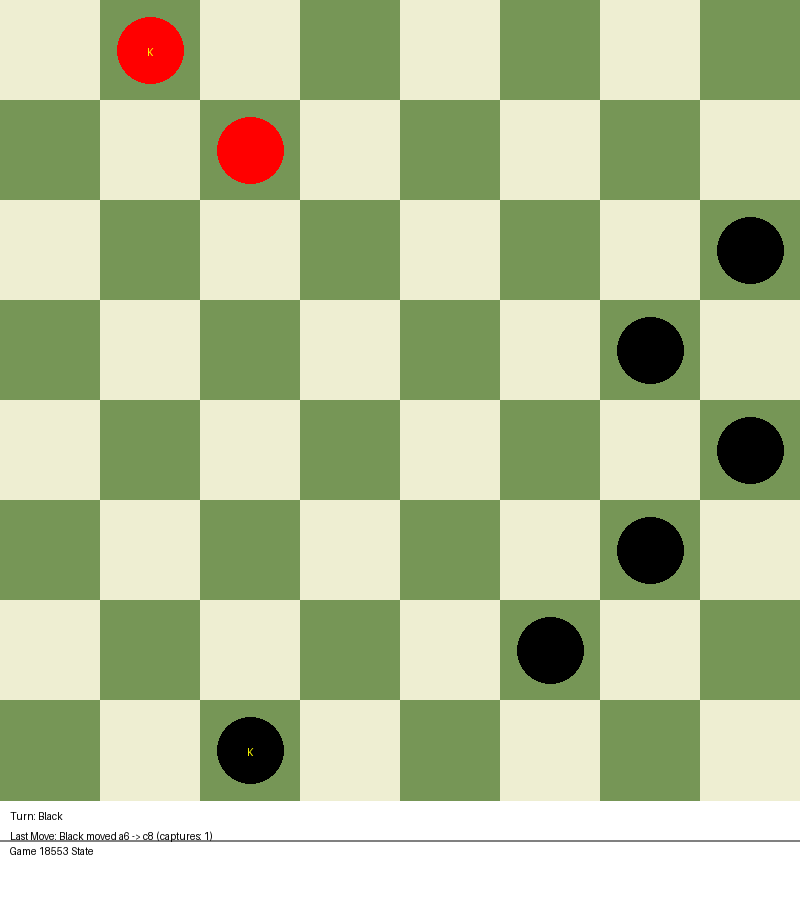 K
K
Turn: Black
Last Move: Black moved a6 -> c8 (captures: 1)
Game 18553 State